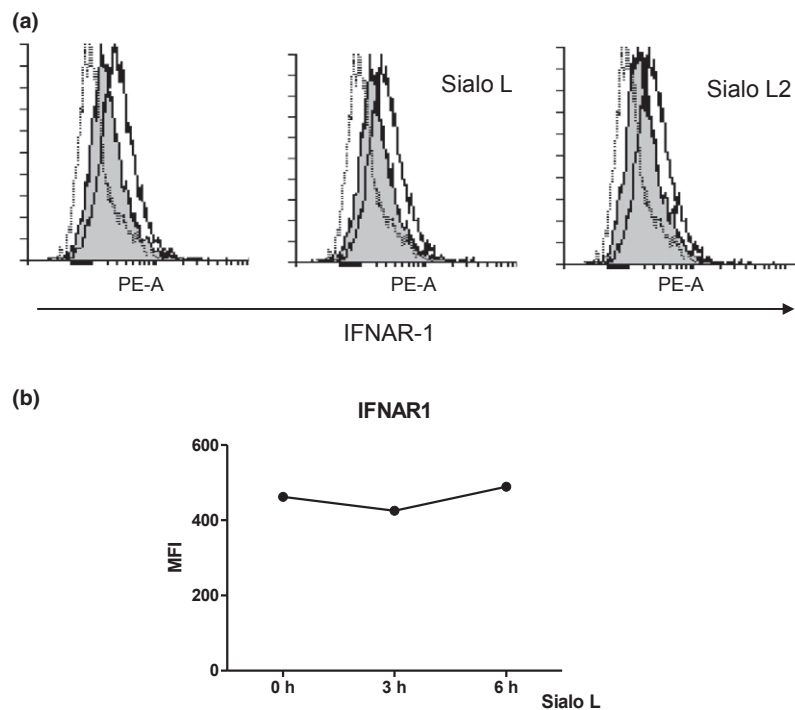 (a)
Sialo L
Sialo L2
PE-A
PE-A
PE-A
IFNAR-1
(b)
IFNAR1
600
400
200
0
MFI
0 h
3 h
6 h
Sialo L